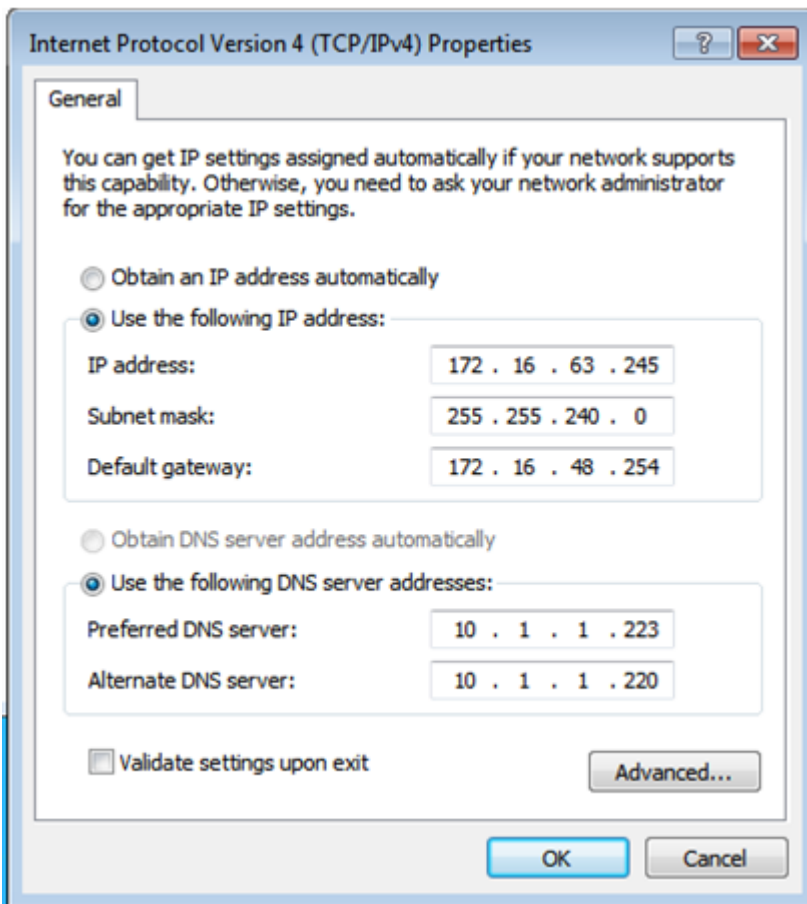 Internet Protocol Version 4 (TCP/IPv4) Properties
General
You can get IP settings assigned automatically if your network supports
this capability. Otherwise, you need to ask your network administrator
for the appropriate IP settings.
Obtain an IP address automatically
Use the following IP address:
IP address: 172 . 16 . 63 . 245
Subnet mask: 255 . 255 . 240 . 0
Default gateway: 172 . 16 . 48 . 254
Obtain DNS server address automatically
Use the following DNS server addresses:
Preferred DNS server: 10 . 1 . 1 . 223
Alternate DNS server: 10 . 1 . 1 . 220
Validate settings upon exit
Advanced...
OK Cancel